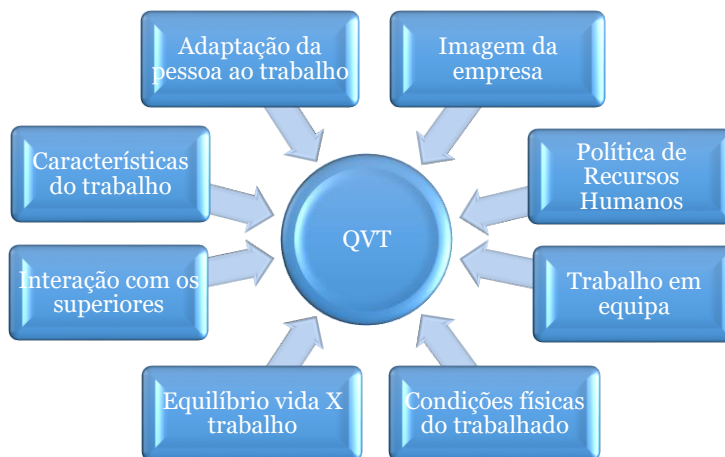 Adaptação da
pessoa ao trabalho
Imagem da
empresa
Características
do trabalho
Política de
Recursos
Humanos
QVT
Interação com os
superiores
Trabalho em
equipa
Equilíbrio vida X
trabalho
Condições físicas
do trabalhado